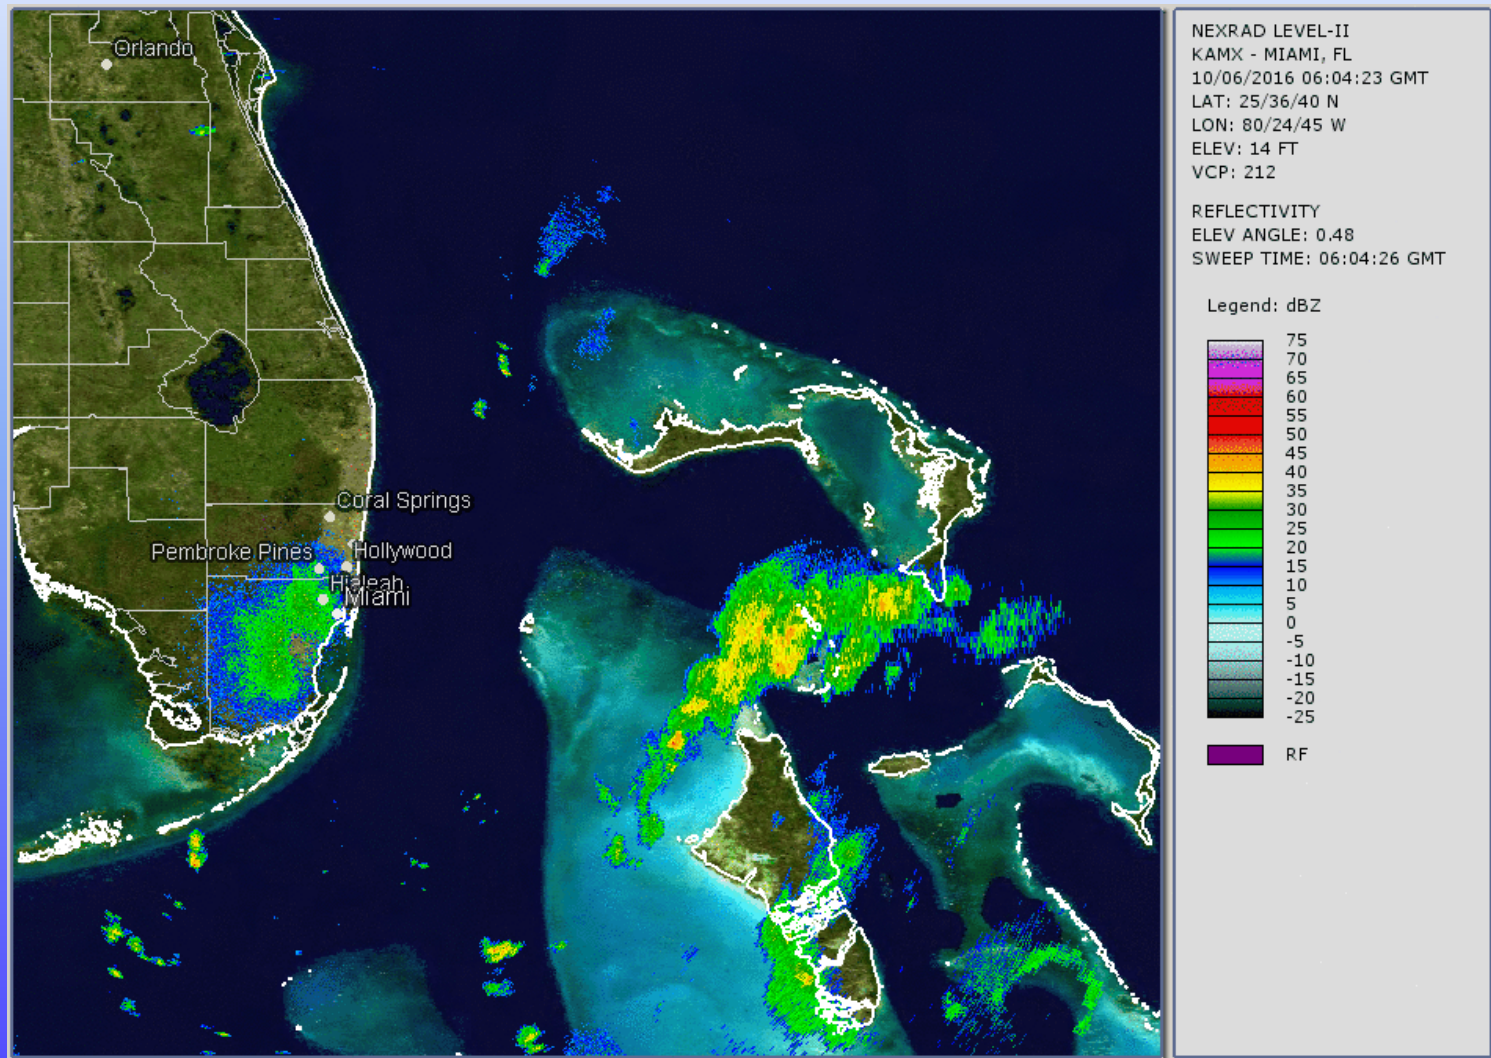 Orlando
Coral Springs
Pembroke Pines
Hollywood
Hialeah
Miami
NEXRAD LEVEL-II
KAMX - MIAMI, FL
10/06/2016 06:04:23 GMT
LAT: 25/36/40 N
LON: 80/24/45 W
ELEV: 14 FT
VCP: 212
REFLECTIVITY
ELEV ANGLE: 0.48
SWEEP TIME: 06:04:26 GMT
Legend: dBZ
75
70
65
60
55
50
45
40
35
30
25
20
15
10
5
0
-5
-10
-15
-20
-25
RF